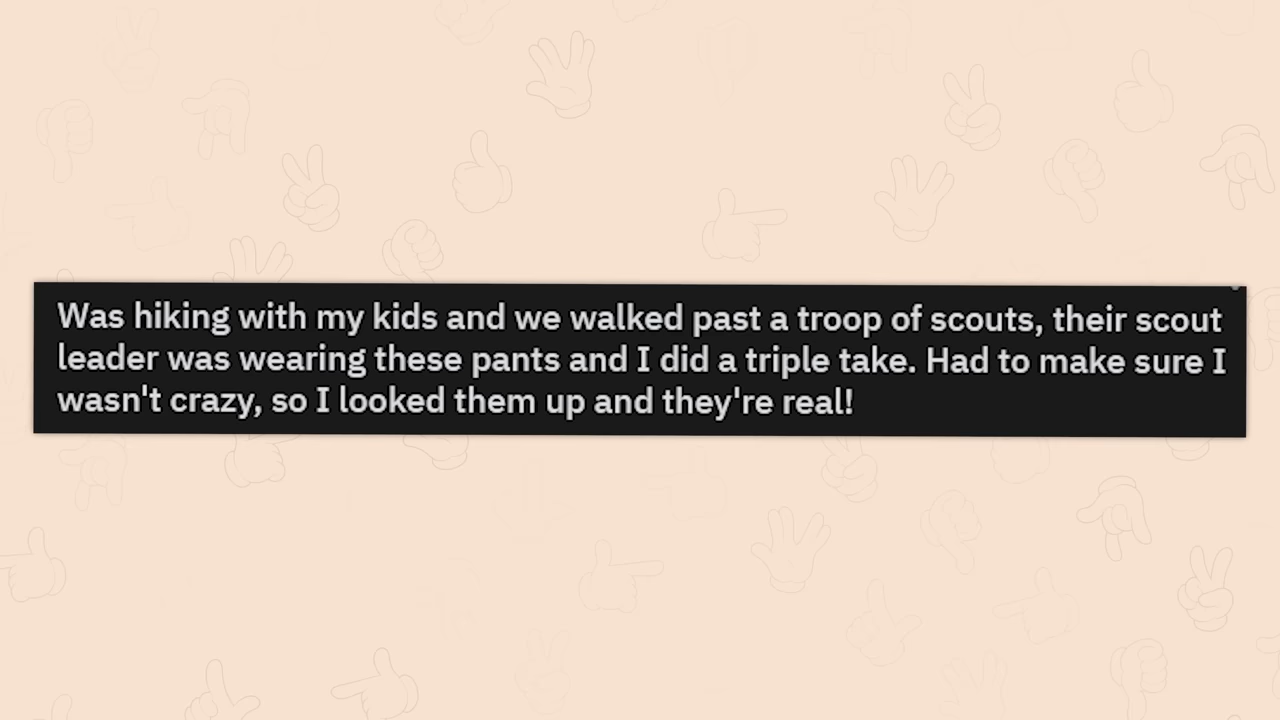 Was hiking with my kids and we walked past a troop of scouts, their scout
leader was wearing these pants and I did a triple take. Had to make sure I
wasn't crazy, so I looked them up and they're real!